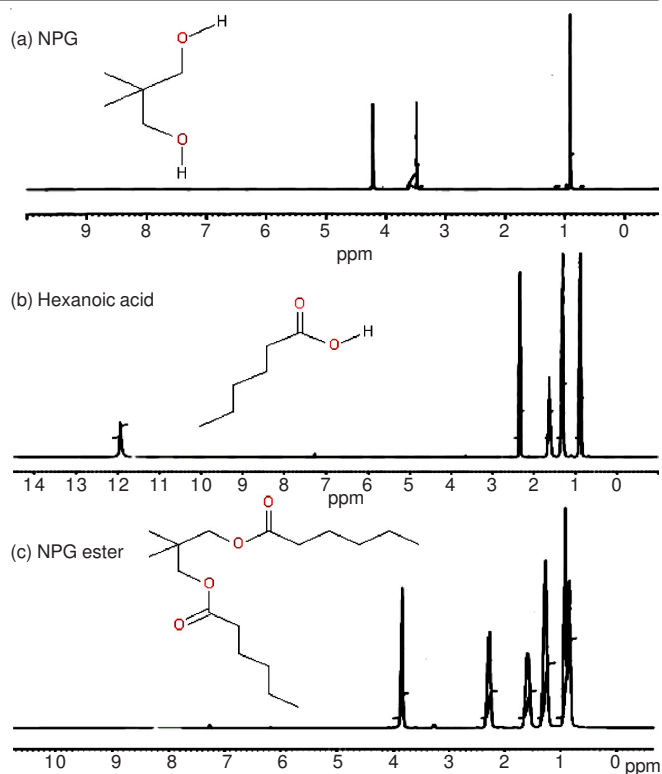 (a) NPG
O
H
O
H
9 8 7 6 5 4 3 2 1 0
ppm
(b) Hexanoic acid
O
O
H
14 13 12 11 10 9 8 7 6 5 4 3 2 1 0
ppm
(c) NPG ester
O
O
O
O
10 9 8 7 6 5 4 3 2 1 0 ppm